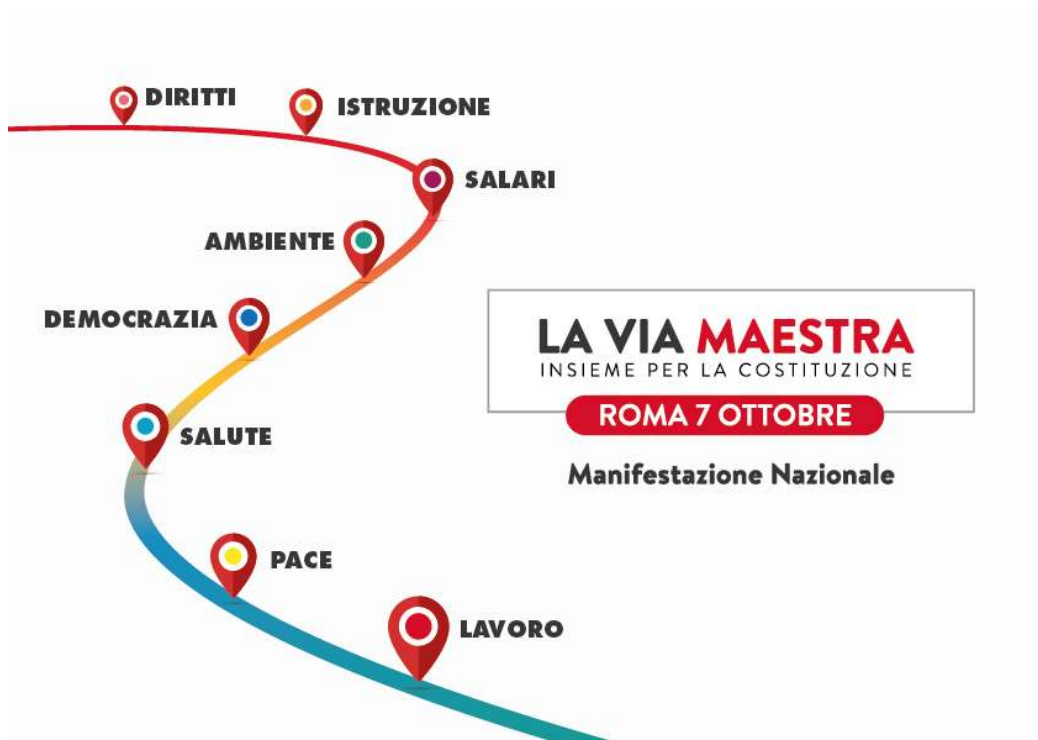 DIRITTI
ISTRUZIONE
SALARI
AMBIENTE
DEMOCRAZIA
SALUTE
PACE
LAVORO
LA VIA MAESTRA
INSIEME PER LA COSTITUZIONE
ROMA 7 OTTOBRE
Manifestazione Nazionale